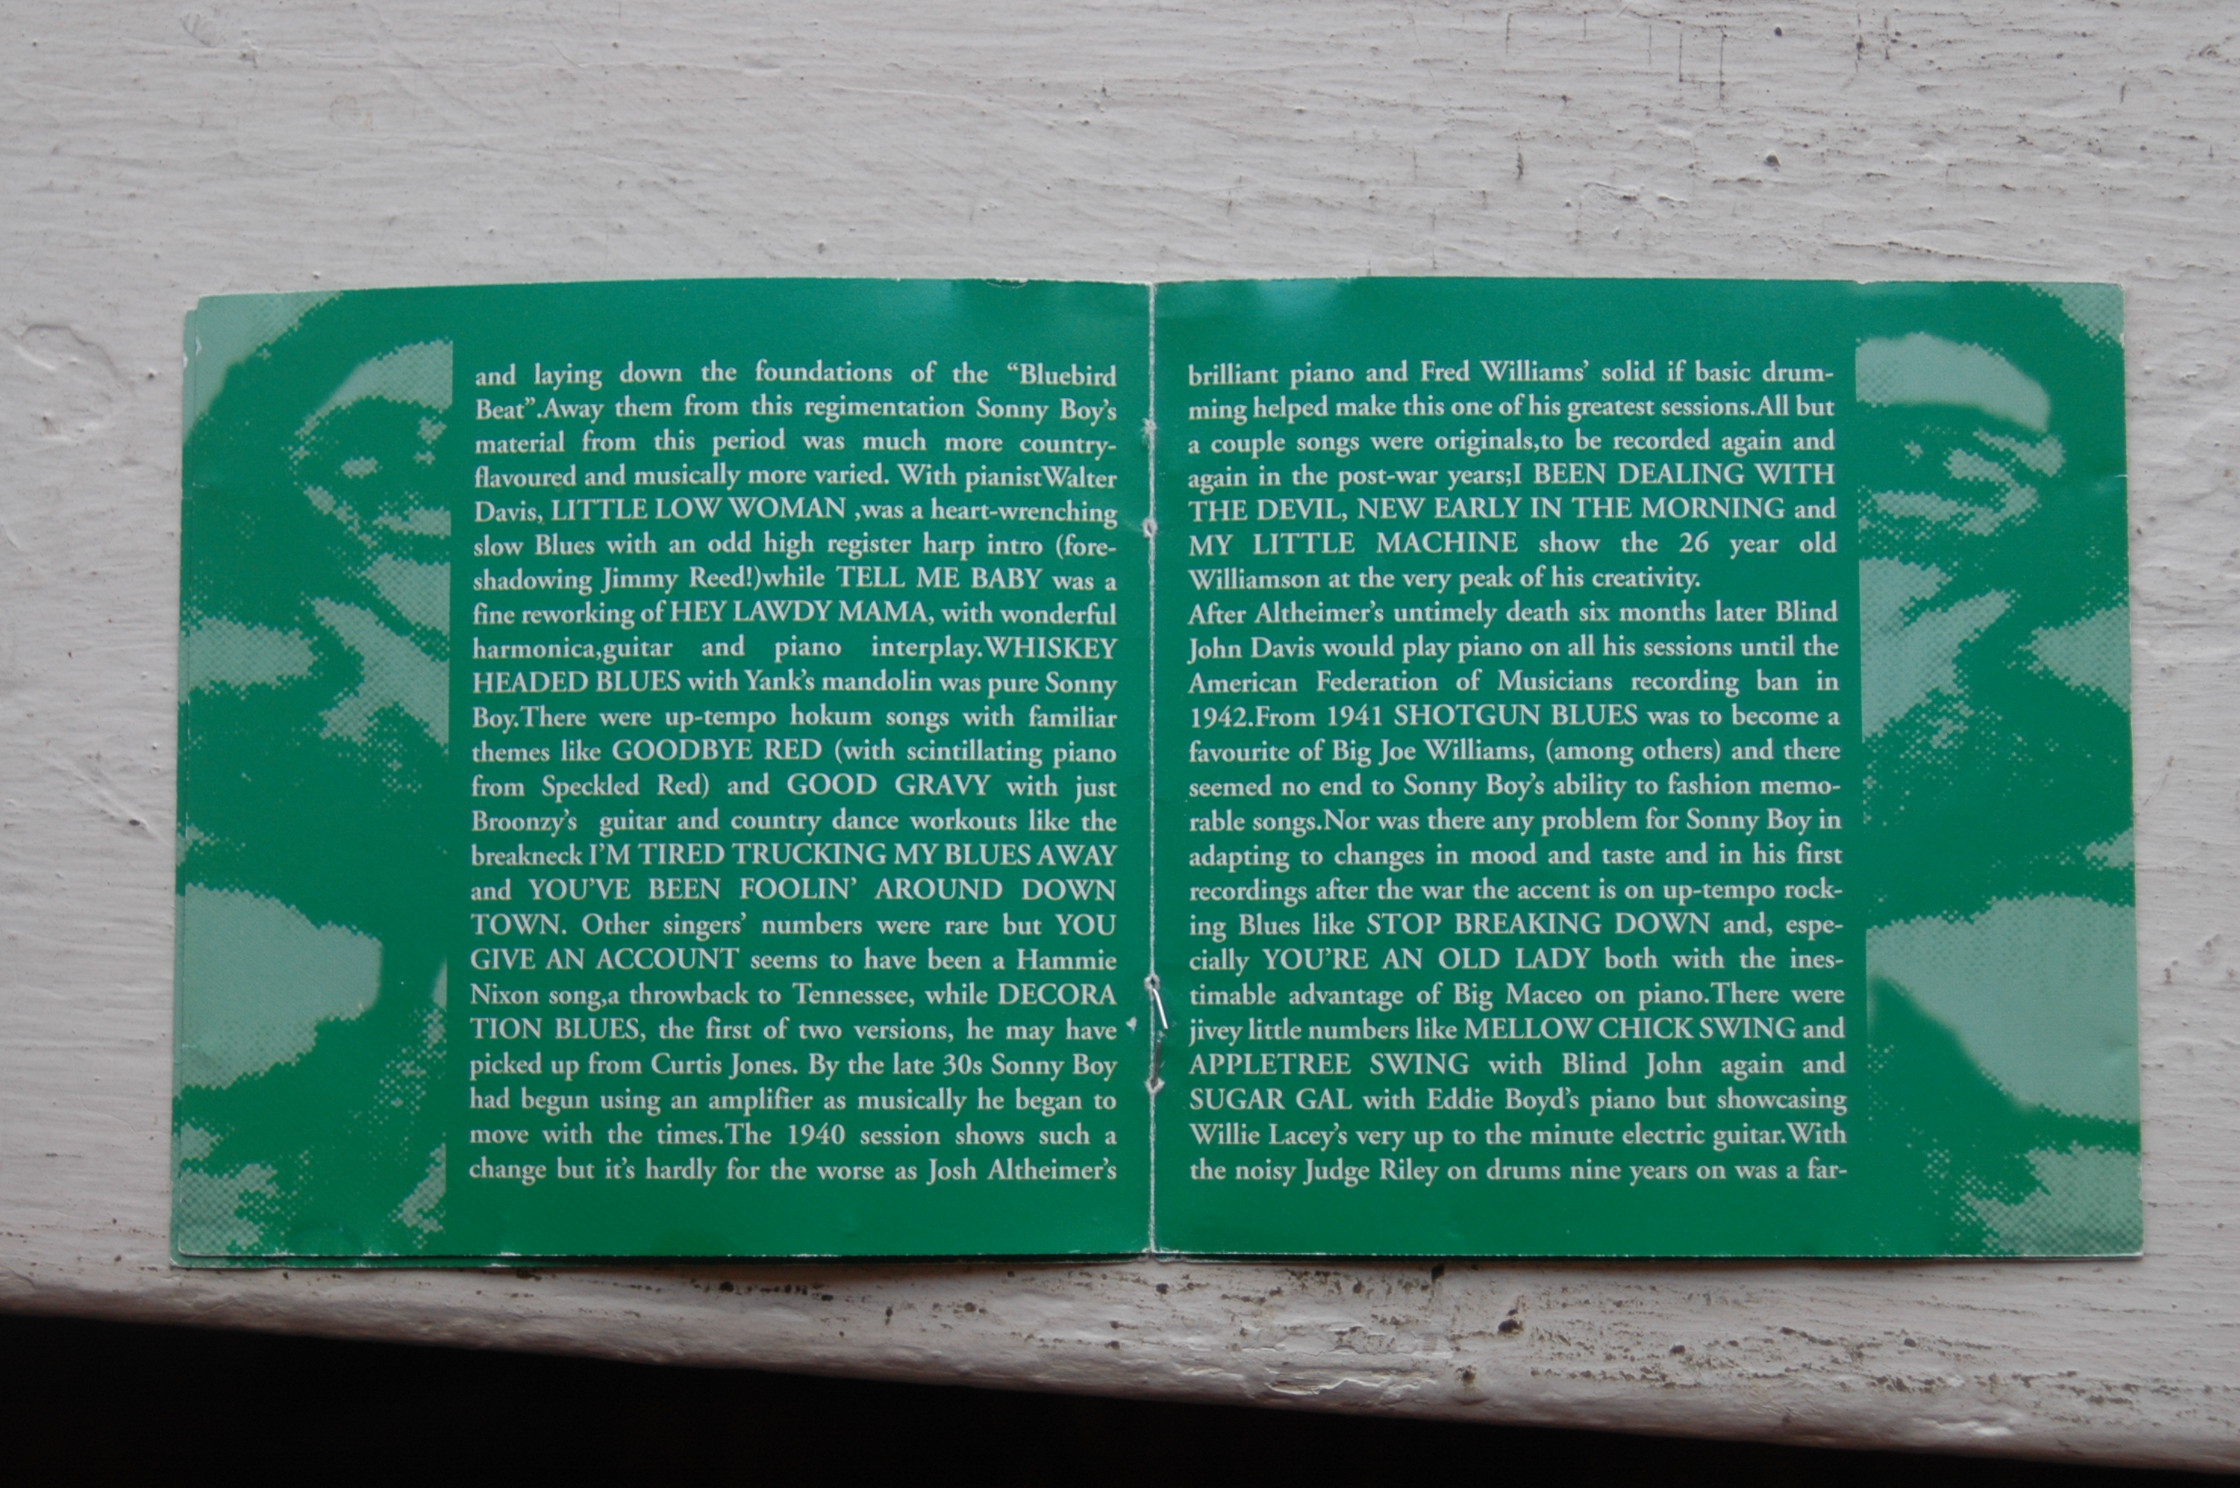 and laying down the foundations of the “Bluebird
Beat”.Away them from this regimentation Sonny Boy’s
material from this period was much more country-
flavoured and musically more varied. With pianistWalter
Davis, LITTLE LOW WOMAN ,was a heart-wrenching
slow Blues with an odd high register harp intro (fore-
shadowing Jimmy Reed!)while TELL ME BABY was a
fine reworking of HEY LAWDY MAMA, with wonderful
harmonica,guitar and piano interplay.WHISKEY
HEADED BLUES with Yank’s mandolin was pure Sonny
Boy.There were up-tempo hokum songs with familiar
themes like GOODBYE RED (with scintillating piano
from Speckled Red) and GOOD GRAVY with just
Broonzy’s guitar and country dance workouts like the
breakneck I’M TIRED TRUCKING MY BLUES AWAY
and YOU’VE BEEN FOOLIN’ AROUND DOWN
TOWN. Other singers’ numbers were rare but YOU
GIVE AN ACCOUNT seems to have been a Hammie
Nixon song,a throwback to Tennessee, while DECORA
TION BLUES, the first of two versions, he may have
picked up from Curtis Jones. By the late 30s Sonny Boy
had begun using an amplifier as musically he began to
move with the times.The 1940 session shows such a
change but it’s hardly for the worse as Josh Altheimer’s
brilliant piano and Fred Williams’ solid if basic drum-
ming helped make this one of his greatest sessions.All but
a couple songs were originals,to be recorded again and
again in the post-war years;I BEEN DEALING WITH
THE DEVIL, NEW EARLY IN THE MORNING and
MY LITTLE MACHINE show the 26 year old
Williamson at the very peak of his creativity.
After Altheimer’s untimely death six months later Blind
John Davis would play piano on all his sessions until the
American Federation of Musicians recording ban in
1942.From 1941 SHOTGUN BLUES was to become a
favourite of Big Joe Williams, (among others) and there
seemed no end to Sonny Boy’s ability to fashion memo-
rable songs.Nor was there any problem for Sonny Boy in
adapting to changes in mood and taste and in his first
recordings after the war the accent is on up-tempo rock-
ing Blues like STOP BREAKING DOWN and, espe-
cially YOU’RE AN OLD LADY both with the ines-
timable advantage of Big Maceo on piano.There were
jivey little numbers like MELLOW CHICK SWING and
APPLETREE SWING with Blind John again and
SUGAR GAL with Eddie Boyd’s piano but showcasing
Willie Lacey’s very up to the minute electric guitar.With
the noisy Judge Riley on drums nine years on was a far-